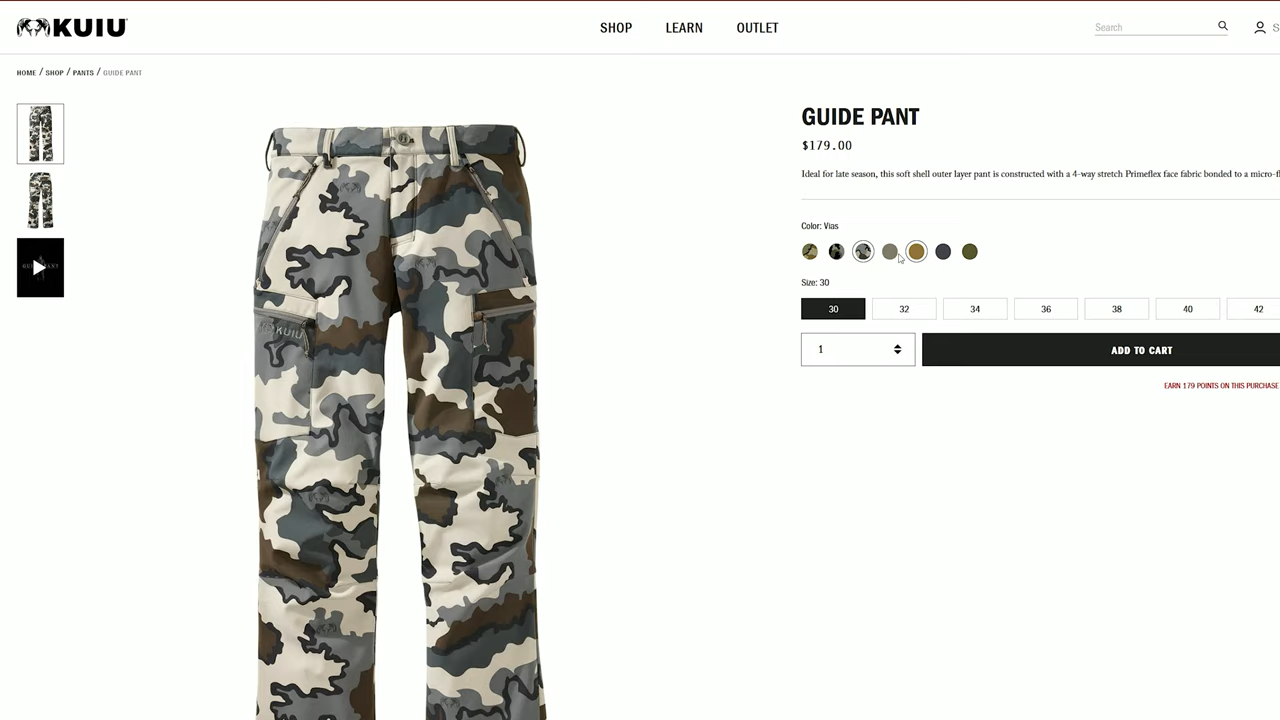 KUIU
SHOP LEARN OUTLET
Search
S
HOME / SHOP / PANTS / GUIDE PANT
GUIDE PANT
$179.00
Ideal for late season, this soft shell outer layer pant is constructed with a 4-way stretch Primeflex face fabric bonded to a micro-fl
Color: Vias
Size: 30
30 32 34 36 38 40 42
1
ADD TO CART
EARN 179 POINTS ON THIS PURCHASE
KUIU